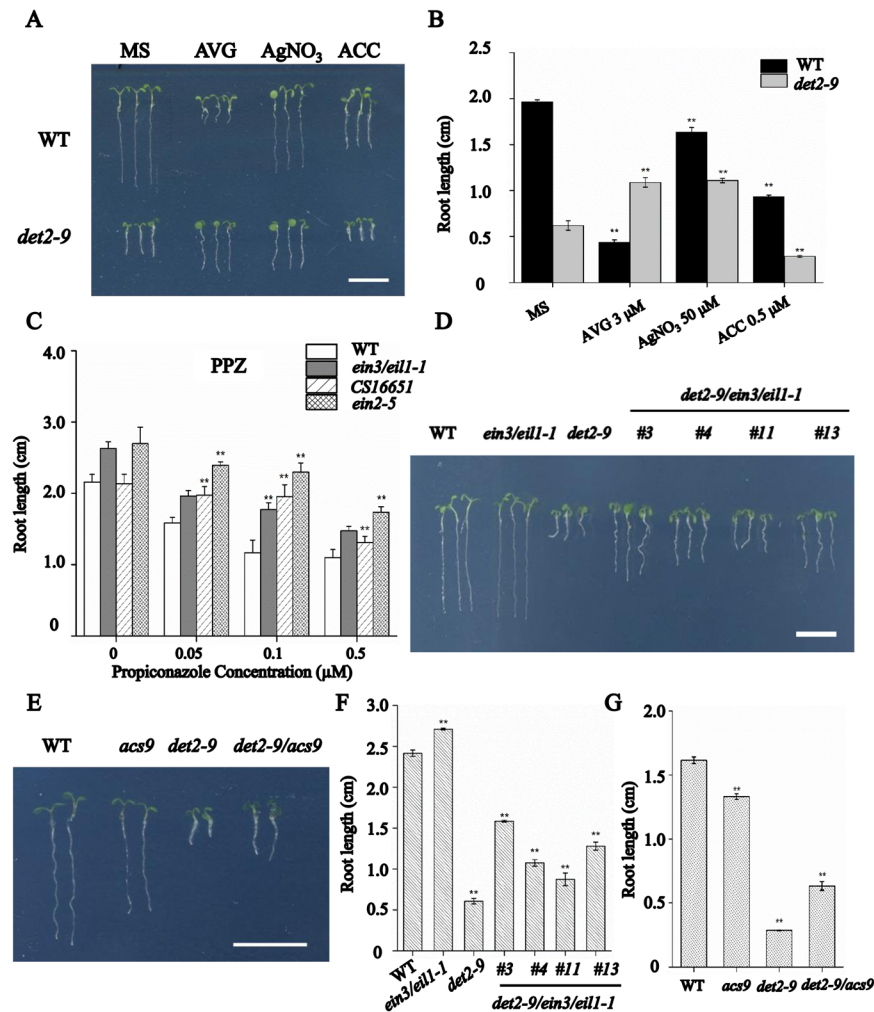 A
MS AVG AgNO3 ACC
WT
det2-9
B
WT
det2-9
Root length (cm)
2.5
2.0
1.5
1.0
0.5
0
** ** ** ** ** **
MS AVG 3 μM AgNO3 50 μM ACC 0.5 μM
C
PPZ
WT
ein3/eil1-1
CS16651
ein2-5
Root length (cm)
4.0
3.0
2.0
1.0
0
** ** ** ** ** ** **
0 0.05 0.1 0.5
Propiconazole Concentration (μM)
D
det2-9/ein3/eil1-1
WT ein3/eil1-1 det2-9 #3 #4 #11 #13
E
WT acs9 det2-9 det2-9/acs9
F
Root length (cm)
3.0
2.5
2.0
1.5
1.0
0.5
0
** ** ** ** ** **
WT ein3/eil1-1 det2-9 #3 #4 #11 #13
det2-9/ein3/eil1-1
G
Root length (cm)
2.0
1.5
1.0
0.5
0
** ** **
WT acs9 det2-9 det2-9/acs9